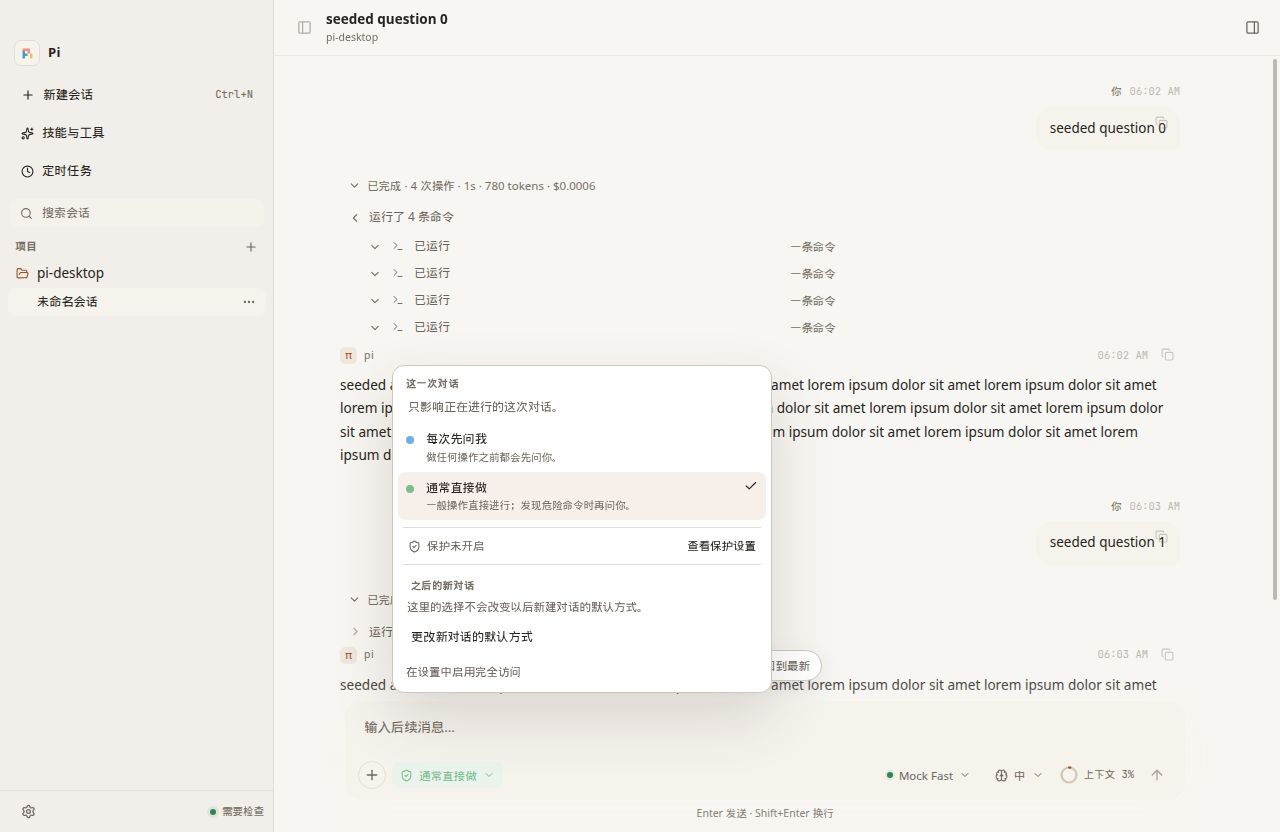 Pi
新建会话 Ctrl+N
技能与工具
定时任务
搜索会话
项目
pi-desktop
未命名会话
需要检查
seeded question 0
pi-desktop
你 06:02 AM
seeded question 0
已完成 · 4 次操作 · 1s · 780 tokens · $0.0006
运行了 4 条命令
已运行 一条命令
已运行 一条命令
已运行 一条命令
已运行 一条命令
π pi 06:02 AM
seeded amet lorem ipsum dolor sit amet lorem ipsum dolor sit amet
lorem dolor sit amet lorem ipsum dolor sit amet lorem ipsum dolor
sit amet ipsum dolor sit amet lorem ipsum dolor sit amet lorem
ipsum
这一次对话
只影响正在进行的这次对话。
每次先问我
做任何操作之前都会先问你。
通常直接做
一般操作直接进行；发现危险命令时再问你。
保护未开启 查看保护设置
之后的新对话
这里的选择不会改变以后新建对话的默认方式。
更改新对话的默认方式
在设置中启用完全访问
你 06:03 AM
seeded question 1
已完
运行
π pi 06:03 AM
到最新
seeded amet lorem ipsum dolor sit amet lorem ipsum dolor sit amet
输入后续消息...
通常直接做 Mock Fast 中 上下文 3%
Enter 发送 · Shift+Enter 换行